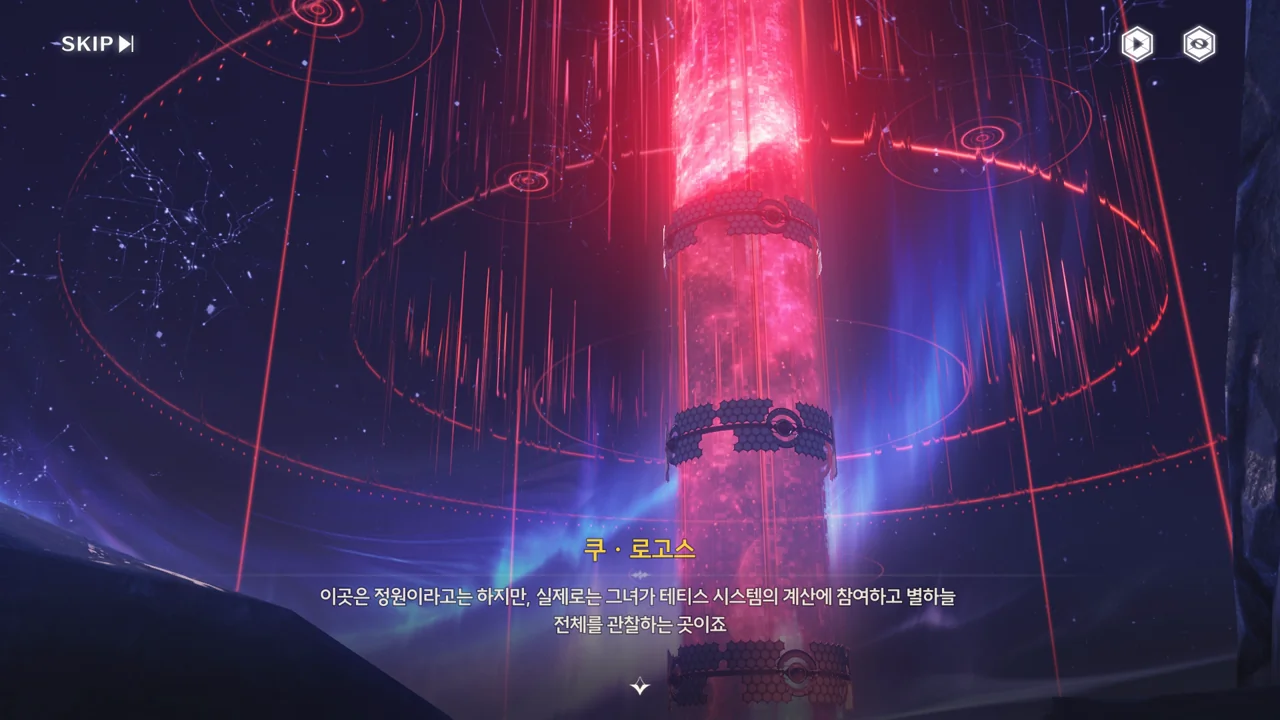 SKIP
쿠 · 로고스
이곳은 정원이라고는 하지만, 실제로는 그녀가 테티스 시스템의 계산에 참여하고 별하늘
전체를 관찰하는 곳이죠